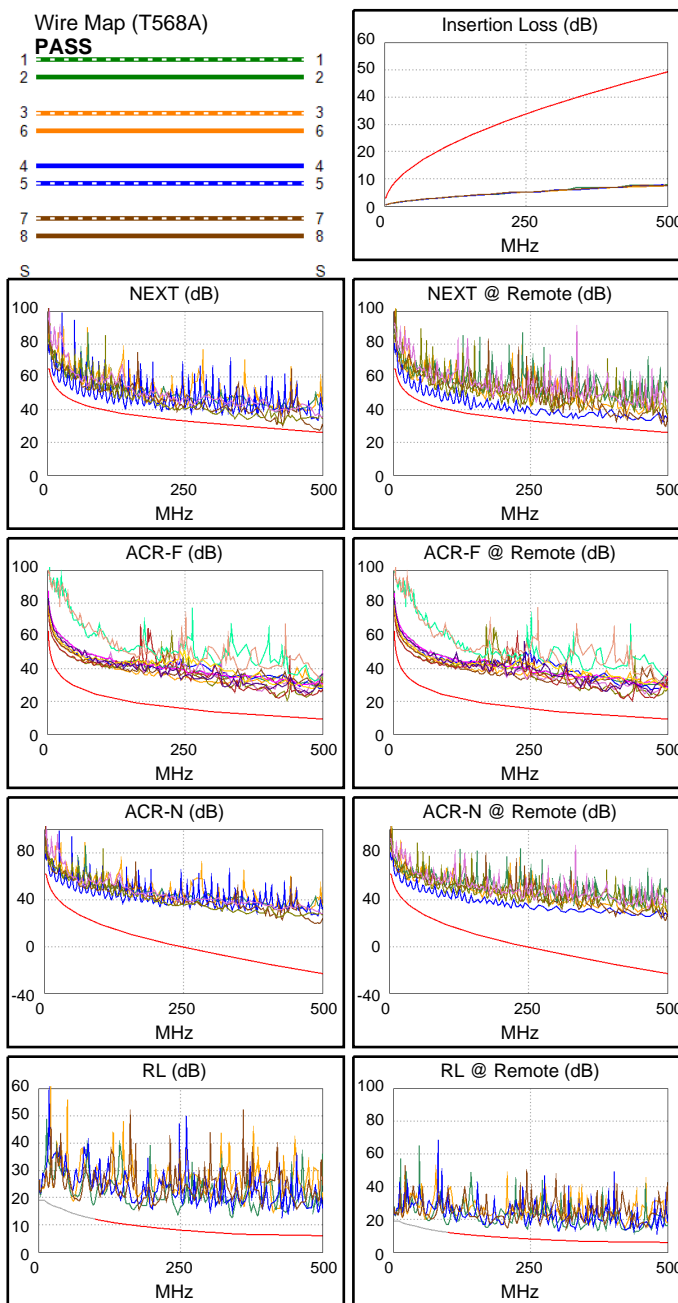 Wire Map (T568A)
PASS
1 1
2 2
3 3
6 6
4 4
5 5
7 7
8 8
S S
Insertion Loss (dB)
60
50
40
30
20
10
0
0 250 500
MHz
NEXT (dB)
100
80
60
40
20
0
0 250 500
MHz
NEXT @ Remote (dB)
100
80
60
40
20
0
0 250 500
MHz
ACR-F (dB)
100
80
60
40
20
0
0 250 500
MHz
ACR-F @ Remote (dB)
100
80
60
40
20
0
0 250 500
MHz
ACR-N (dB)
80
40
0
-40
0 250 500
MHz
ACR-N @ Remote (dB)
80
40
0
-40
0 250 500
MHz
RL (dB)
60
50
40
30
20
10
0
0 250 500
MHz
RL @ Remote (dB)
100
80
60
40
20
0
0 250 500
MHz